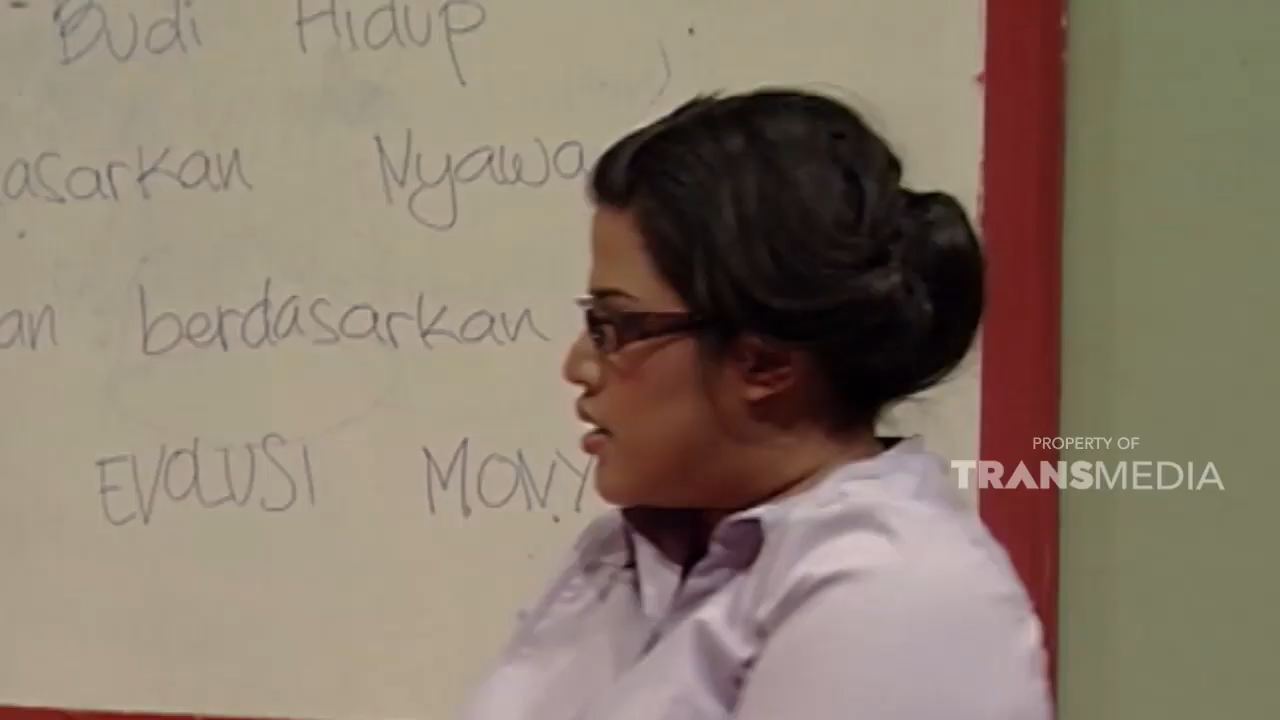 Budi Hidup
asarkan Nyawa
an berdasarkan
EVOLUSI MONY
PROPERTY OF
TRANSMEDIA